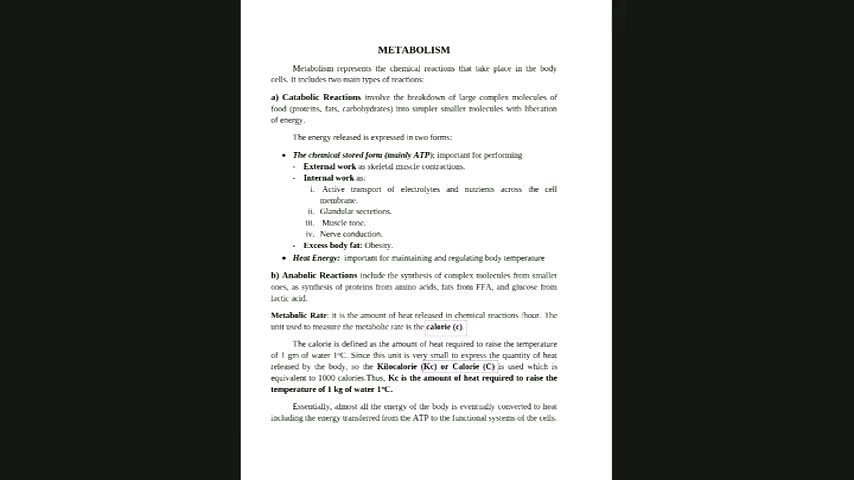 METABOLISM
Metabolism represents the chemical reactions that take place in the body
cells. It includes two main types of reactions:
a) Catabolic Reactions involve the breakdown of large complex molecules of
food (proteins, fats, carbohydrates) into simpler smaller molecules with liberation
of energy.
The energy released is expressed in two forms:
• The chemical stored form (mainly ATP); important for performing
- External work as skeletal muscle contractions.
- Internal work as:
i. Active transport of electrolytes and nutrients across the cell
membrane.
ii. Glandular secretions.
iii. Muscle tone.
iv. Nerve conduction.
- Excess body fat: Obesity.
• Heat Energy: important for maintaining and regulating body temperature
b) Anabolic Reactions include the synthesis of complex molecules from smaller
ones, as synthesis of proteins from amino acids, fats from FFA, and glucose from
lactic acid.
Metabolic Rate: it is the amount of heat released in chemical reactions /hour. The
unit used to measure the metabolic rate is the calorie (c).
The calorie is defined as the amount of heat required to raise the temperature
of 1 gm of water 1°C. Since this unit is very small to express the quantity of heat
released by the body, so the Kilocalorie (Kc) or Calorie (C) is used which is
equivalent to 1000 calories.Thus, Kc is the amount of heat required to raise the
temperature of 1 kg of water 1°C.
Essentially, almost all the energy of the body is eventually converted to heat
including the energy transferred from the ATP to the functional systems of the cells.